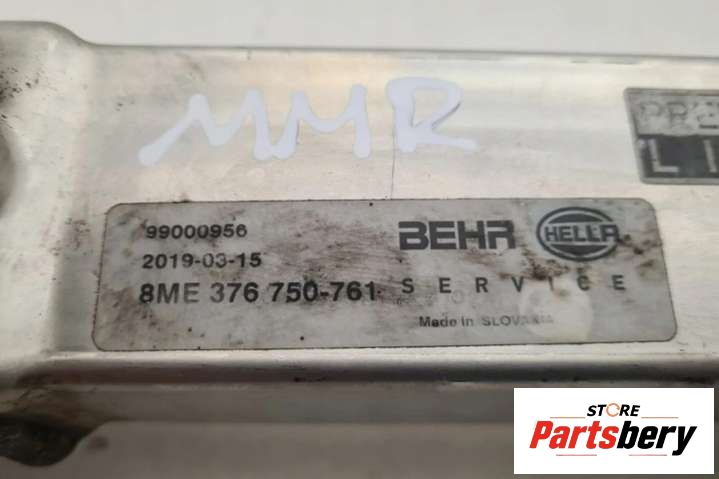 MMR
99000956
2019-03-15
8ME 376 750-761
BEHR HELLA
SERVICE
Made in SLOVAKIA
STORE
Partsbery